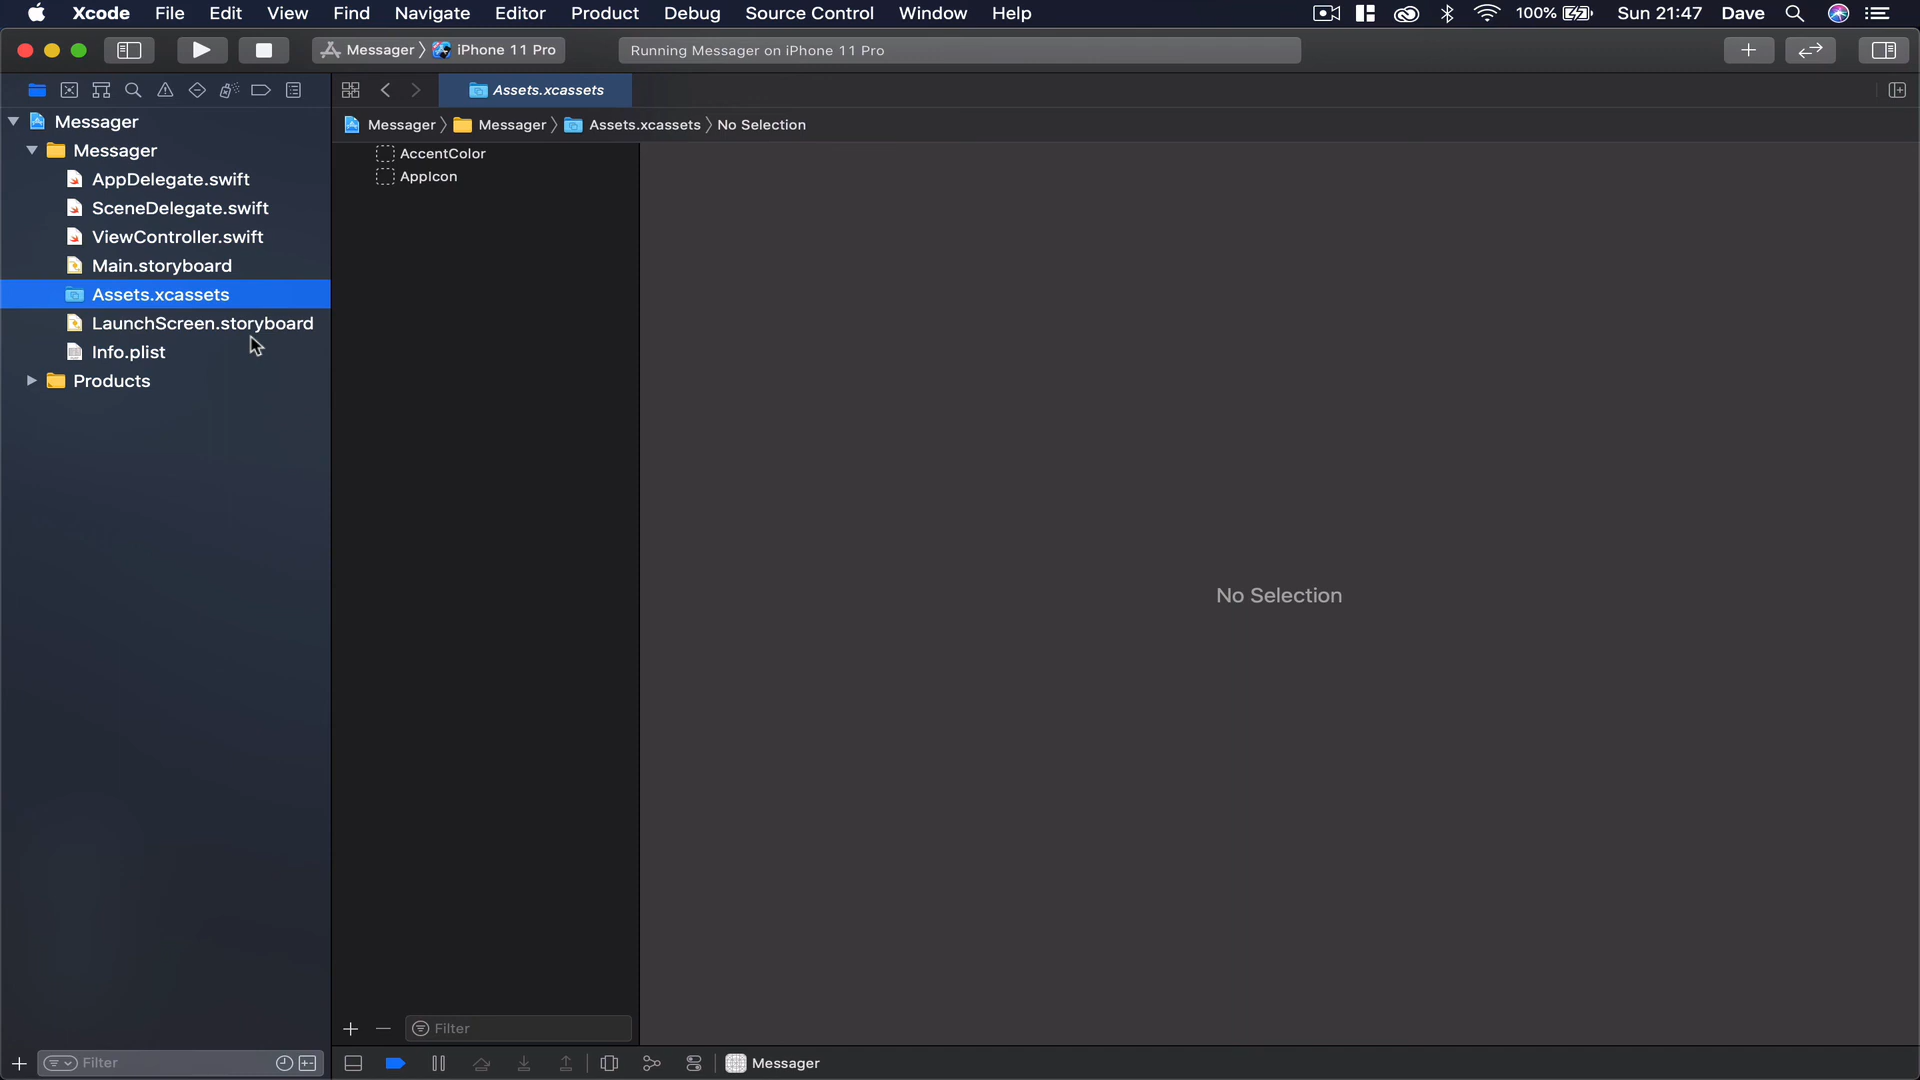 Xcode File Edit View Find Navigate Editor Product Debug Source Control Window Help 100% Sun 21:47 Dave
Messager iPhone 11 Pro Running Messager on iPhone 11 Pro
Assets.xcassets
Messager Messager Assets.xcassets No Selection
Messager
Messager
AppDelegate.swift
SceneDelegate.swift
ViewController.swift
Main.storyboard
Assets.xcassets
LaunchScreen.storyboard
Info.plist
Products
AccentColor
AppIcon
No Selection
Filter
Filter
Messager